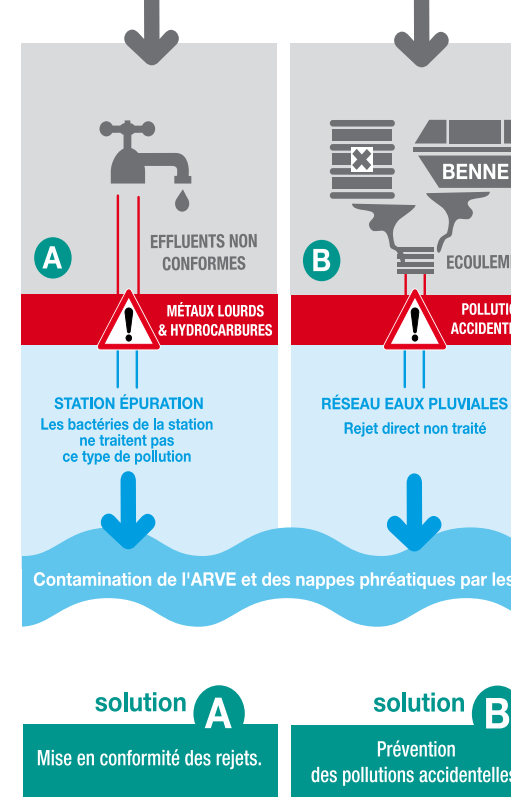 A
EFFLUENTS NON
CONFORMES
MÉTAUX LOURDS
& HYDROCARBURES
STATION ÉPURATION
Les bactéries de la station
ne traitent pas
ce type de pollution
BENNE
B
ECOULEM
POLLUTIO
ACCIDENT
RÉSEAU EAUX PLUVIALES
Rejet direct non traité
Contamination de l'ARVE et des nappes phréatiques par les
solution A
Mise en conformité des rejets.
solution B
Prévention
des pollutions accidentelles